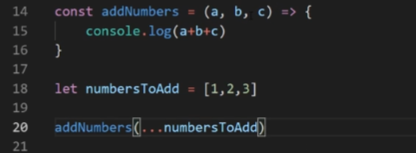 14 const addNumbers = (a, b, c) => {
15     console.log(a+b+c)
16 }
17
18 let numbersToAdd = [1,2,3]
19
20 addNumbers(...numbersToAdd)
21